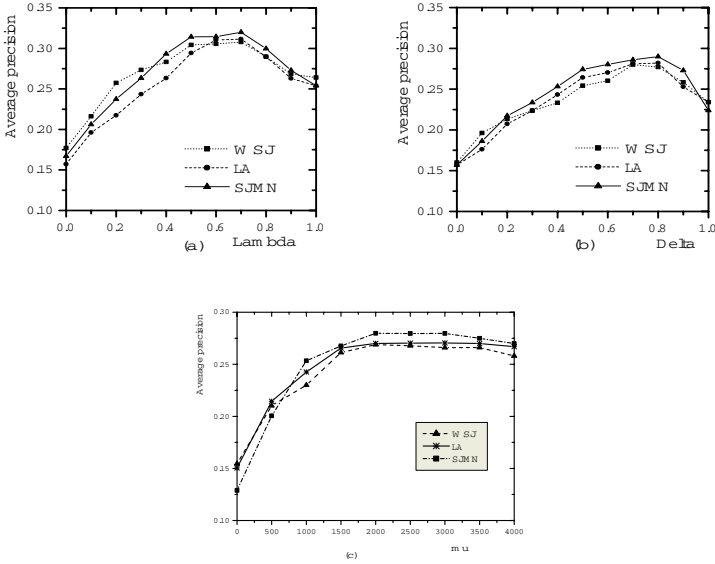 Average precision
0.35
0.30
0.25
0.20
0.15
0.10
W SJ
LA
SJM N
0.0 0.2 0.4 0.6 0.8 1.0
(a) Lam bda
Average precision
0.35
0.30
0.25
0.20
0.15
0.10
W SJ
LA
SJM N
0.0 0.2 0.4 0.6 0.8 1.0
(b) Delta
Average precision
0.30
0.25
0.20
0.15
0.10
W SJ
LA
SJMN
0 500 1000 1500 2000 2500 3000 3500 4000
(c) mu